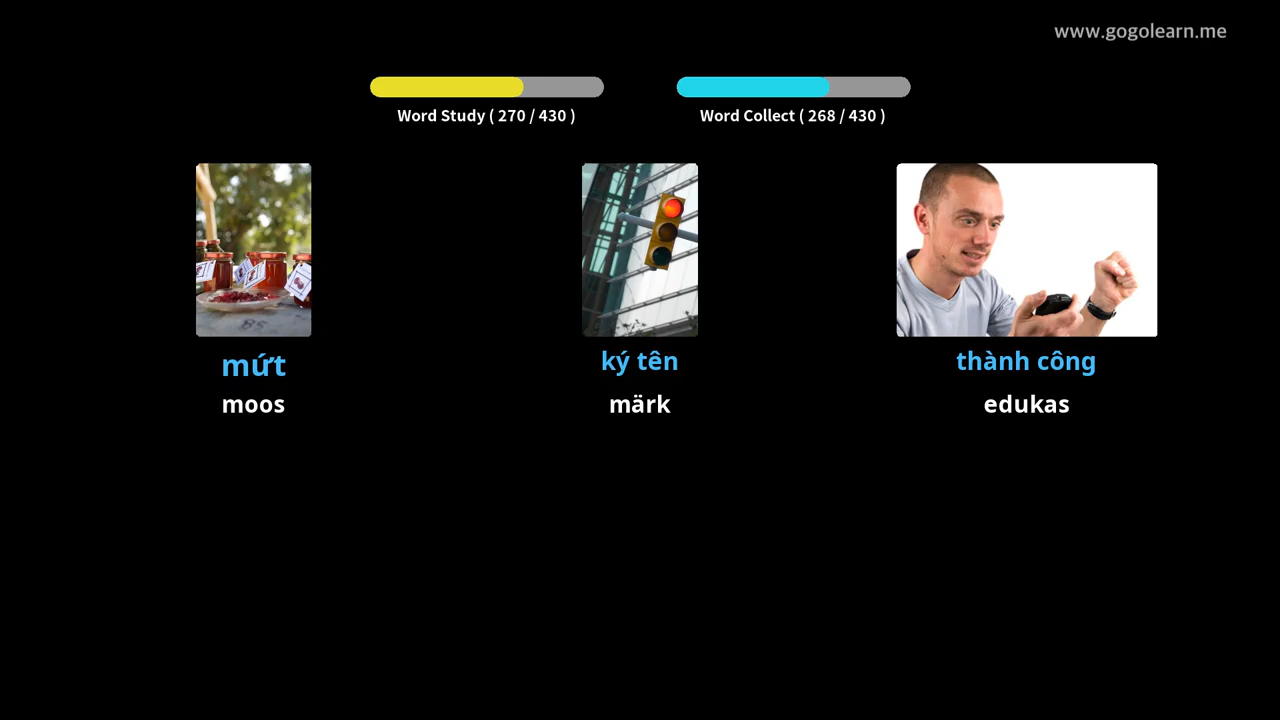 www.gogolearn.me
Word Study ( 270 / 430 )
Word Collect ( 268 / 430 )
mứt
ký tên
thành công
moos
märk
edukas